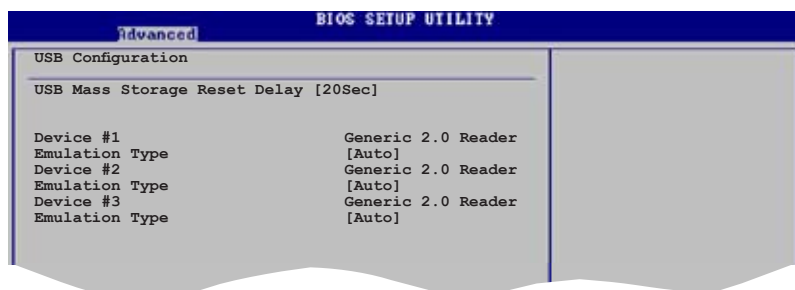 BIOS SETUP UTILITY
Advanced
USB Configuration
USB Mass Storage Reset Delay [20Sec]
Device #1 Generic 2.0 Reader
Emulation Type [Auto]
Device #2 Generic 2.0 Reader
Emulation Type [Auto]
Device #3 Generic 2.0 Reader
Emulation Type [Auto]